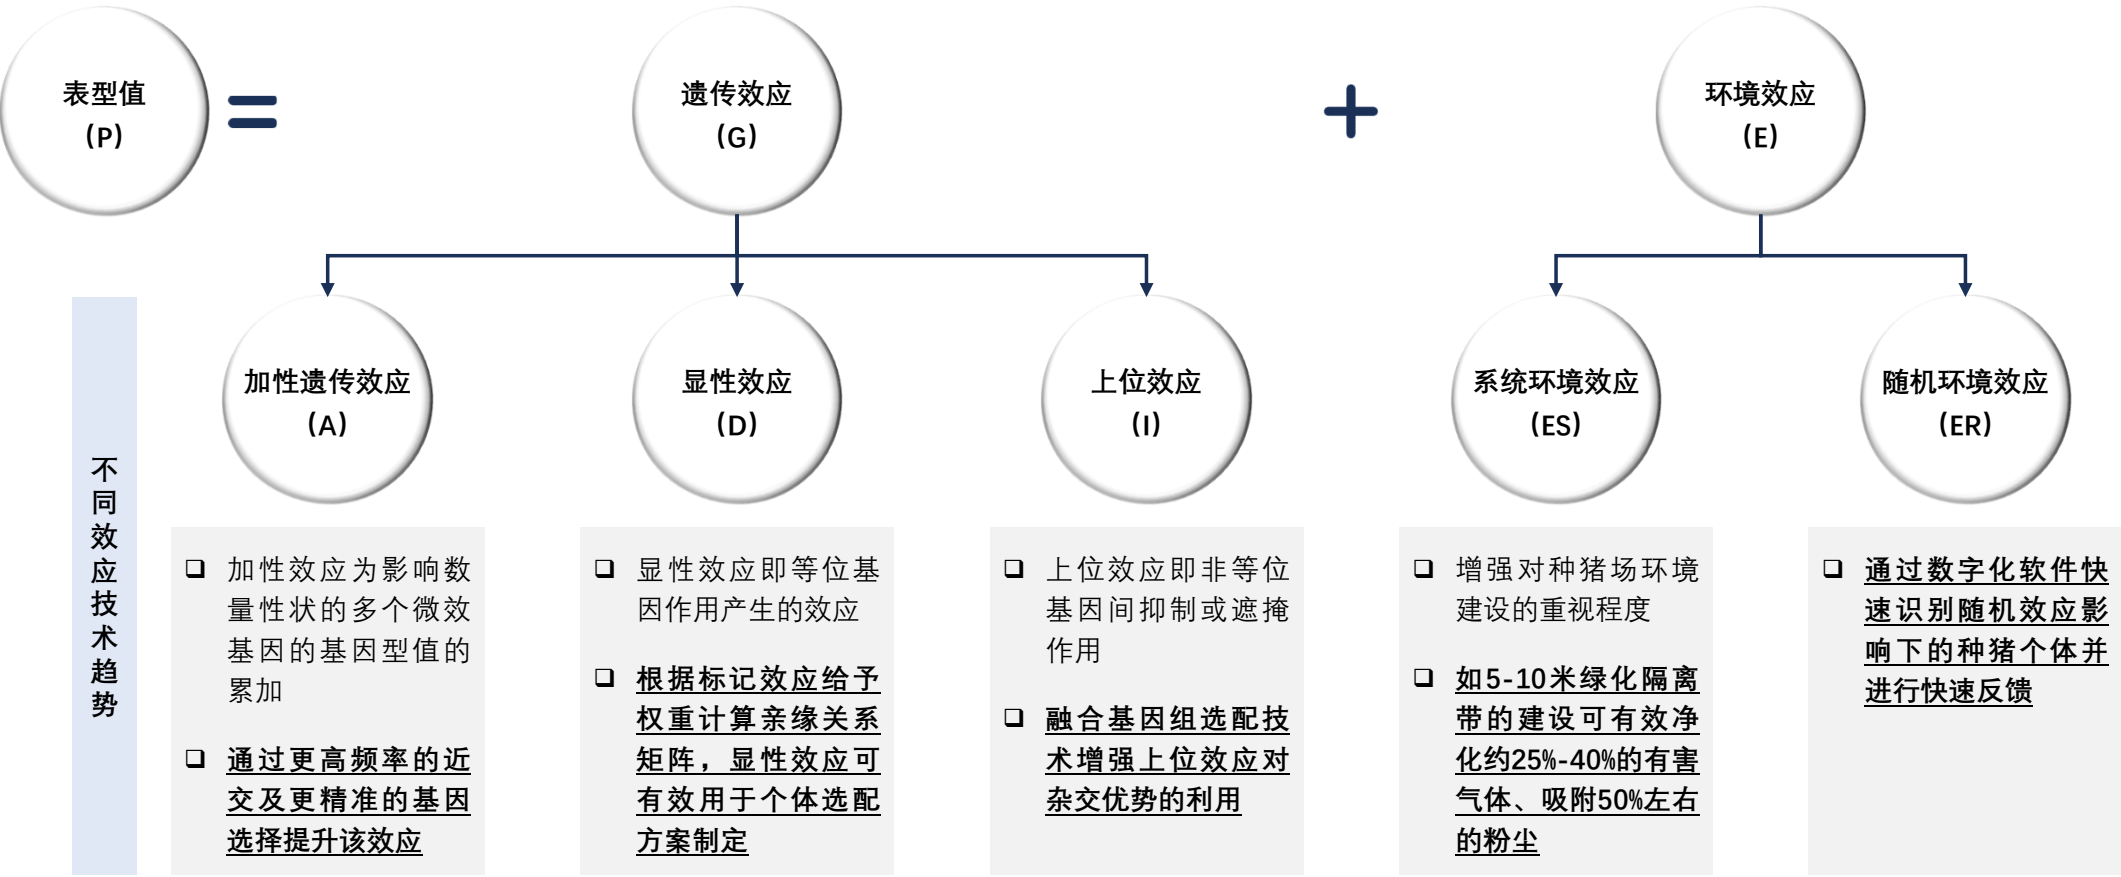 表型值
(P)
=
遗传效应
(G)
+
环境效应
(E)
加性遗传效应
(A)
显性效应
(D)
上位效应
(I)
系统环境效应
(ES)
随机环境效应
(ER)
不同效应技术趋势
加性效应为影响数
量性状的多个微效
基因的基因型值的
累加
通过更高频率的近
交及更精准的基因
选择提升该效应
显性效应即等位基
因作用产生的效应
根据标记效应给予
权重计算亲缘关系
矩阵，显性效应可
有效用于个体选配
方案制定
上位效应即非等位
基因间抑制或遮掩
作用
融合基因组选配技
术增强上位效应对
杂交优势的利用
增强对种猪场环境
建设的重视程度
如5-10米绿化隔离
带的建设可有效净
化约25%-40%的有害
气体、吸附50%左右
的粉尘
通过数字化软件快
速识别随机效应影
响下的种猪个体并
进行快速反馈